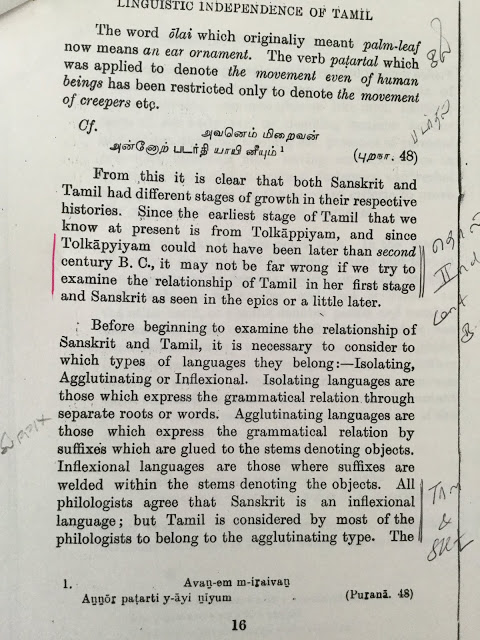 LINGUISTIC INDEPENDENCE OF TAMIL
The word ōlai which originaliy meant palm-leaf
now means an ear ornament. The verb paṭartal which
was applied to denote the movement even of human
beings has been restricted only to denote the movement
of creepers etc.
Cf.
அவனெம் மிறைவன்
அன்னோற் படர்தி யாயி னீயும் 1
(புறநா. 48)
From this it is clear that both Sanskrit and
Tamil had different stages of growth in their respective
histories. Since the earliest stage of Tamil that we
know at present is from Tolkāppiyam, and since
Tolkāpyiyam could not have been later than second
century B. C., it may not be far wrong if we try to
examine the relationship of Tamil in her first stage
and Sanskrit as seen in the epics or a little later.
Before beginning to examine the relationship of
Sanskrit and Tamil, it is necessary to consider to
which types of languages they belong:—Isolating,
Agglutinating or Inflexional. Isolating languages are
those which express the grammatical relation through
separate roots or words. Agglutinating languages are
those which express the grammatical relation by
suffixes which are glued to the stems denoting objects.
Inflexional languages are those where suffixes are
welded within the stems denoting the objects. All
philologists agree that Sanskrit is an inflexional
language; but Tamil is considered by most of the
philologists to belong to the agglutinating type. The
1.
Avaṉ-em m-iṟaivaṉ
Aṉṉōṟ paṭarti y-āyi ṉīyum
(Puranā. 48)
16
IInd
Cent
B.
Tam
&
Skt